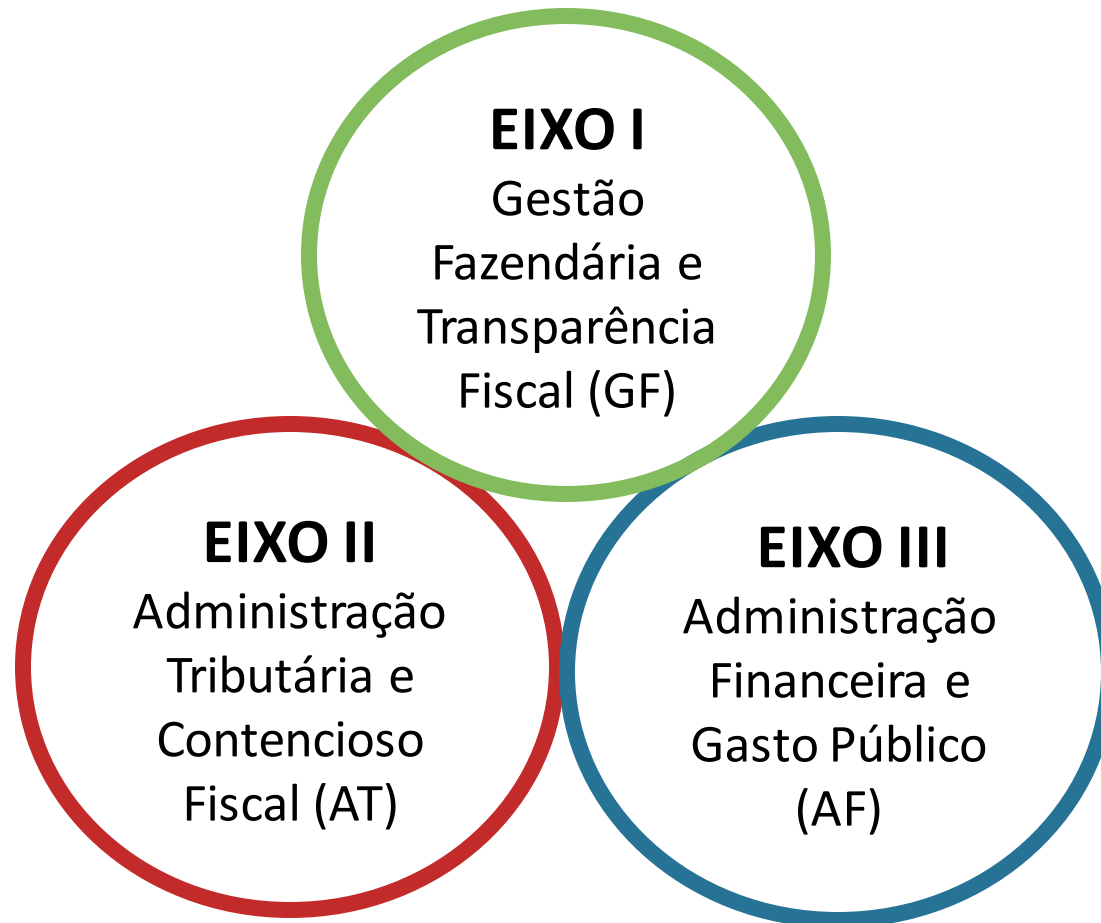 EIXO I
Gestão
Fazendária e
Transparência
Fiscal (GF)
EIXO II
Administração
Tributária e
Contencioso
Fiscal (AT)
EIXO III
Administração
Financeira e
Gasto Público
(AF)